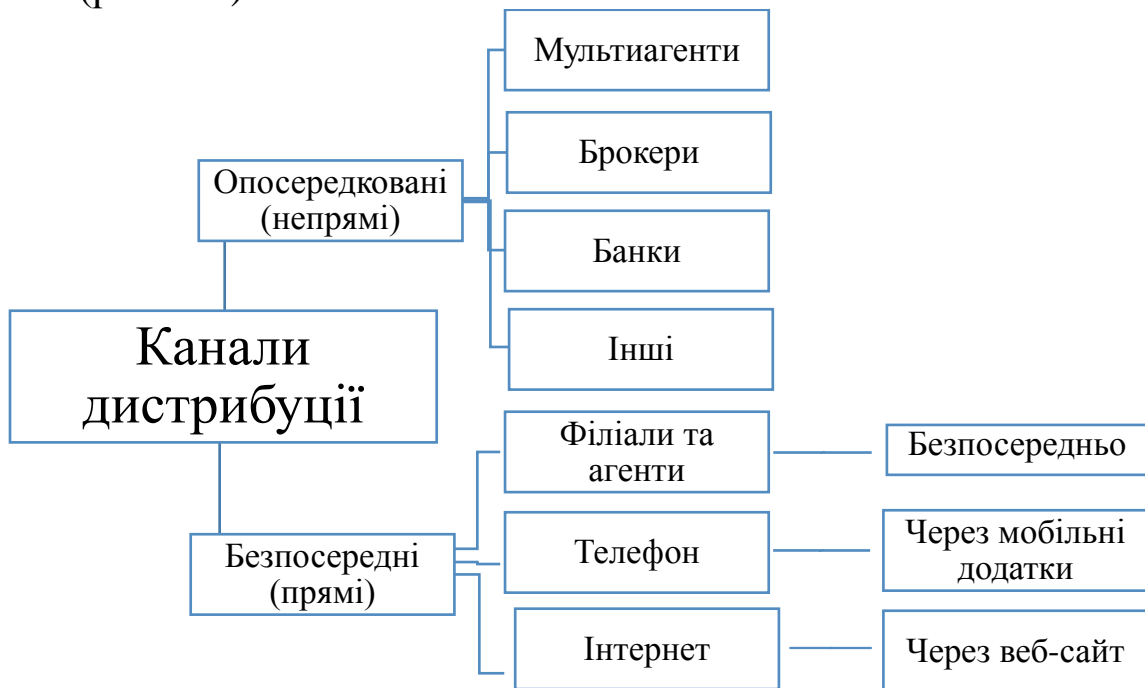 Мультиагенти
Брокери
Опосередковані
(непрямі)
Банки
Інші
Канали
дистрибуції
Філіали та
агенти
Безпосередньо
Безпосередні
(прямі)
Телефон
Через мобільні
додатки
Інтернет
Через веб-сайт